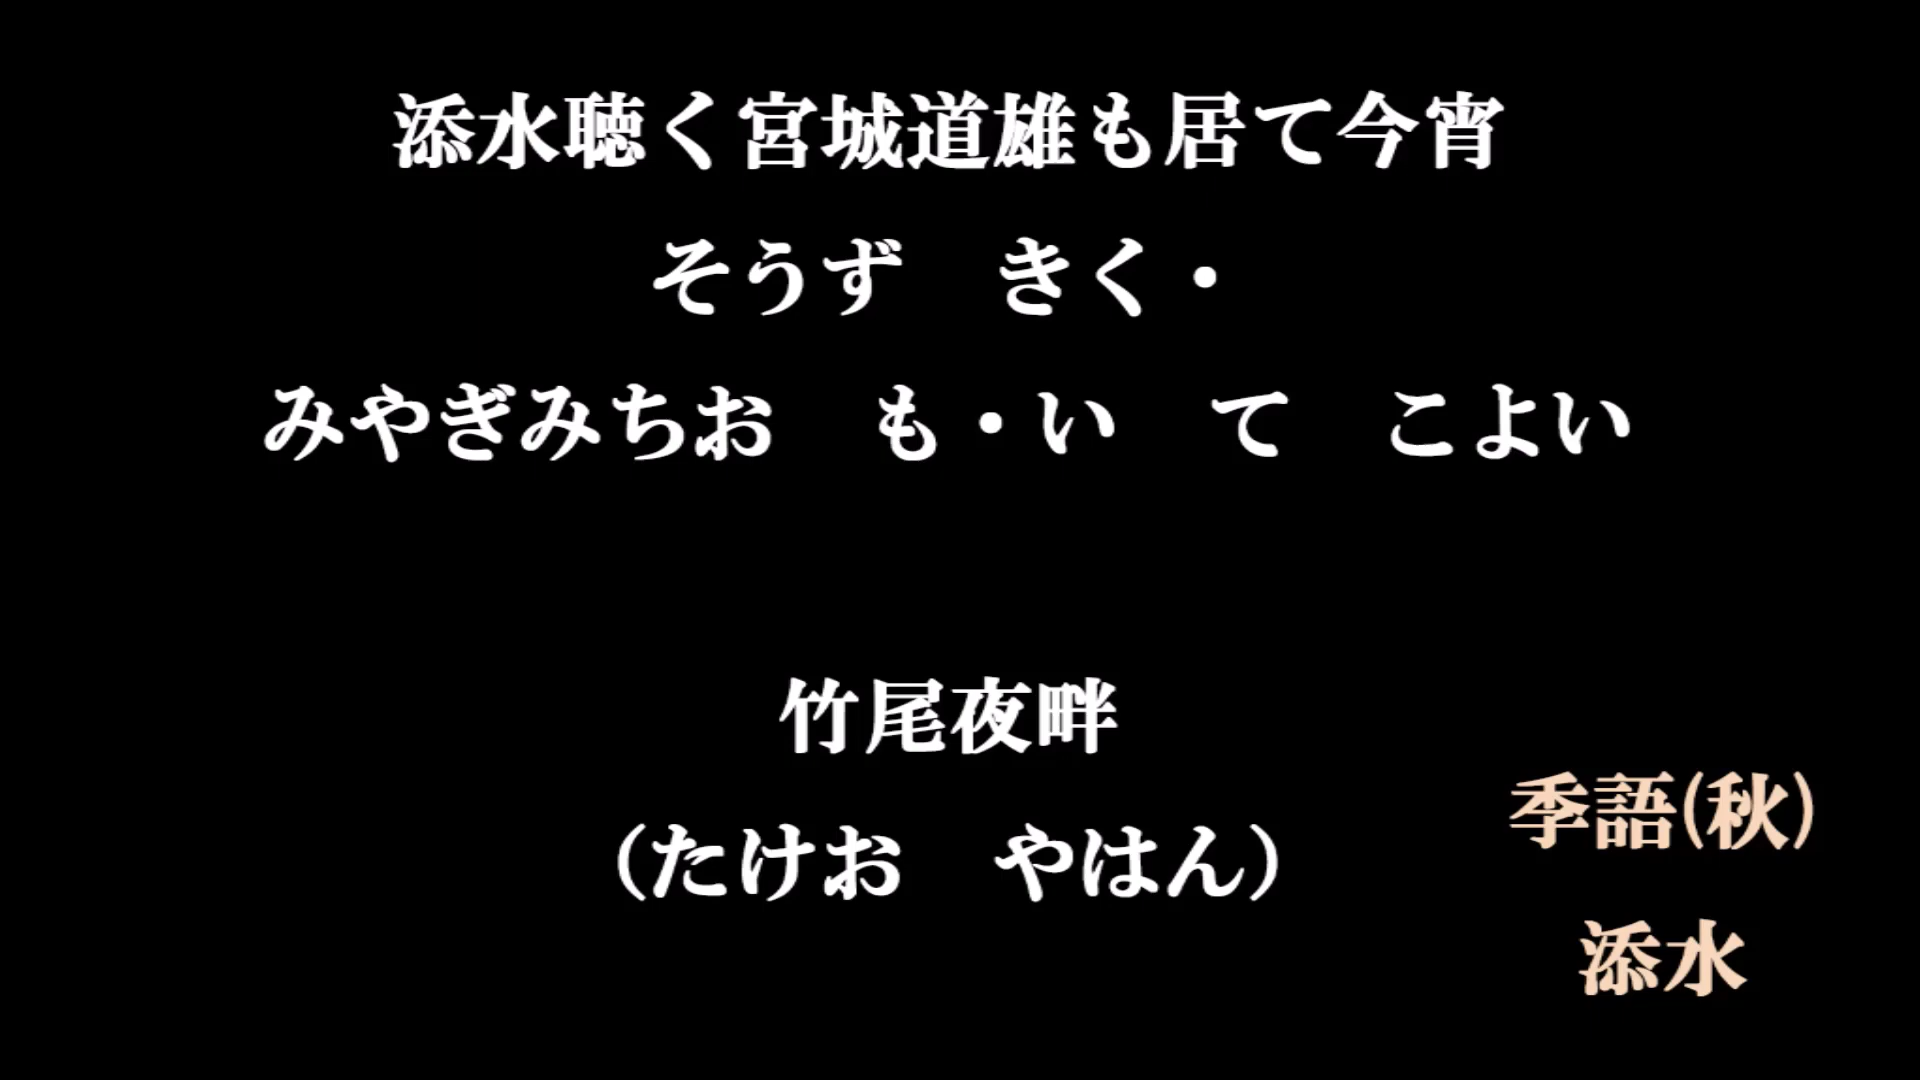 添水聴く宮城道雄も居て今宵
そうず　きく・
みやぎみちお　も・い　て　こよい
竹尾夜畔
（たけお　やはん）
季語(秋)
添水